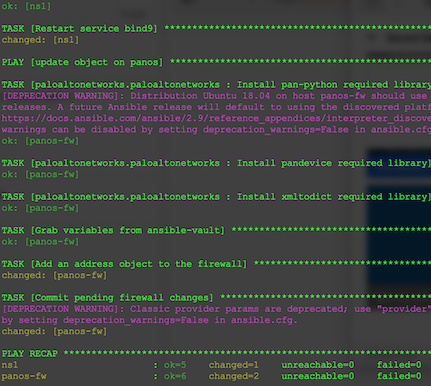 ok: [ns1]
TASK [Restart service bind9] ******************************************
changed: [ns1]
PLAY [update object on panos] ******************************************
TASK [paloaltonetworks.paloaltonetworks : Install pan-python required library]
[DEPRECATION WARNING]: Distribution Ubuntu 18.04 on host panos-fw should use
releases. A future Ansible release will default to using the discovered platf
https://docs.ansible.com/ansible/2.9/reference_appendices/interpreter_discove
warnings can be disabled by setting deprecation_warnings=False in ansible.cfg
ok: [panos-fw]
TASK [paloaltonetworks.paloaltonetworks : Install pandevice required library]
ok: [panos-fw]
TASK [paloaltonetworks.paloaltonetworks : Install xmltodict required library]
ok: [panos-fw]
TASK [Grab variables from ansible-vault] **********************************
ok: [panos-fw]
TASK [Add an address object to the firewall] ******************************
changed: [panos-fw]
TASK [Commit pending firewall changes] ***********************************
[DEPRECATION WARNING]: Classic provider params are deprecated; use "provider"
by setting deprecation_warnings=False in ansible.cfg.
changed: [panos-fw]
PLAY RECAP **************************************************************
ns1 : ok=5 changed=1 unreachable=0 failed=0
panos-fw : ok=6 changed=2 unreachable=0 failed=0